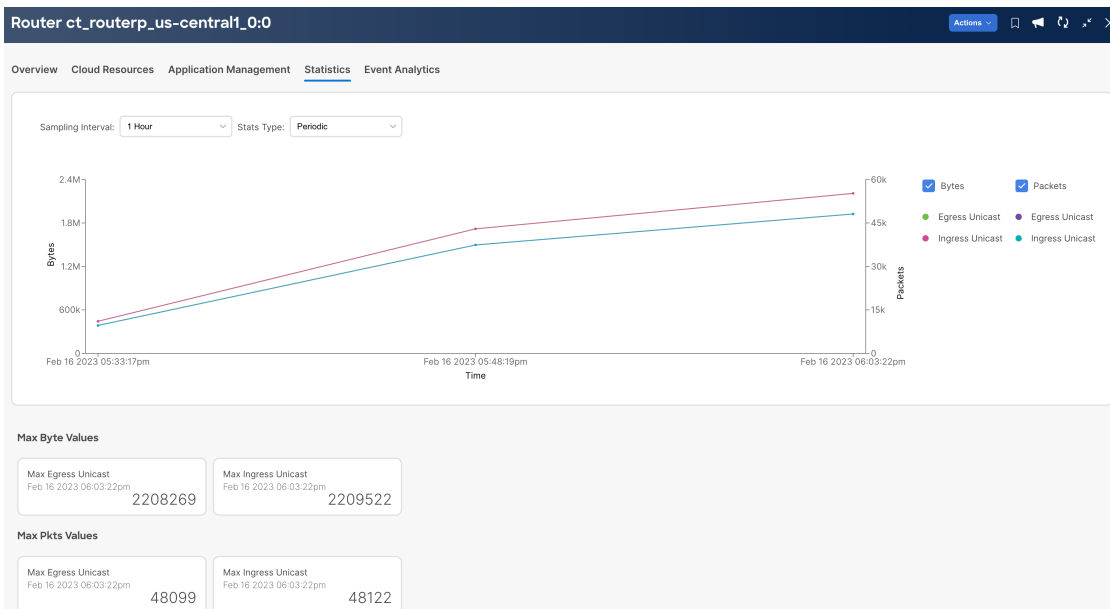 Router ct_routerp_us-central1_0:0
Actions
Overview Cloud Resources Application Management Statistics Event Analytics
Sampling Interval: 1 Hour Stats Type: Periodic
2.4M
1.8M
1.2M
600k
0
Bytes
60k
45k
30k
15k
0
Packets
Feb 16 2023 05:33:17pm Feb 16 2023 05:48:19pm Feb 16 2023 06:03:22pm
Time
Bytes Packets
Egress Unicast Egress Unicast
Ingress Unicast Ingress Unicast
Max Byte Values
Max Egress Unicast
Feb 16 2023 06:03:22pm
2208269
Max Ingress Unicast
Feb 16 2023 06:03:22pm
2209522
Max Pkts Values
Max Egress Unicast
Feb 16 2023 06:03:22pm
48099
Max Ingress Unicast
Feb 16 2023 06:03:22pm
48122